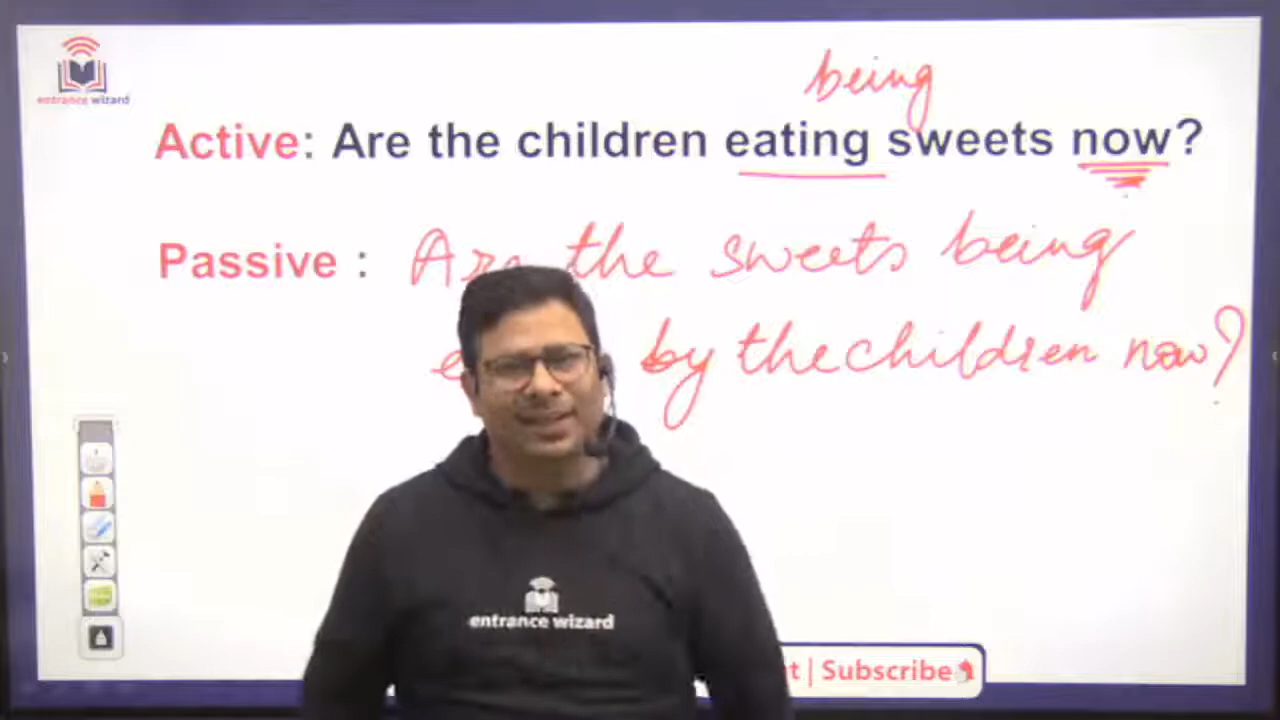 being
entrance wizard
Active: Are the children eating sweets now?
Passive : Are the sweets being
by the children now?
entrance wizard
t | Subscribe